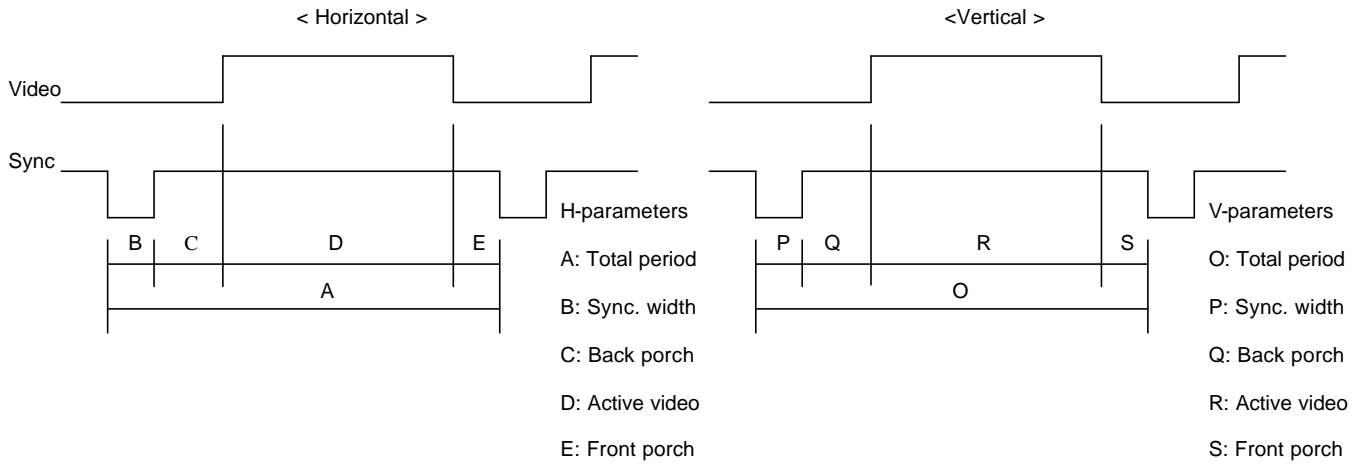 < Horizontal >
<Vertical >
Video
Sync
B C D E
A
P Q R S
O
H-parameters
A: Total period
B: Sync. width
C: Back porch
D: Active video
E: Front porch
V-parameters
O: Total period
P: Sync. width
Q: Back porch
R: Active video
S: Front porch